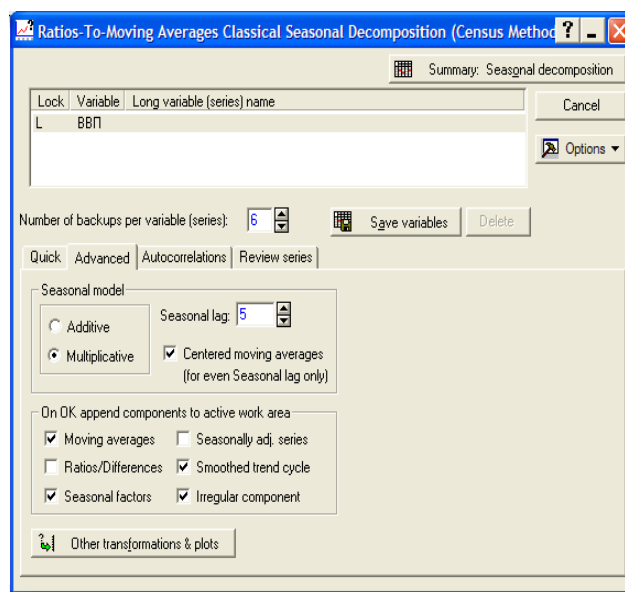 Ratios-To-Moving Averages Classical Seasonal Decomposition (Census Method
Summary: Seasonal decomposition
Lock Variable Long variable (series) name
L ВВП
Cancel
Options
Number of backups per variable (series): 6
Save variables
Delete
Quick Advanced Autocorrelations Review series
Seasonal model
Additive
Multiplicative
Seasonal lag: 5
Centered moving averages
(for even Seasonal lag only)
On OK append components to active work area
Moving averages
Seasonally adj. series
Ratios/Differences
Smoothed trend cycle
Seasonal factors
Irregular component
Other transformations & plots